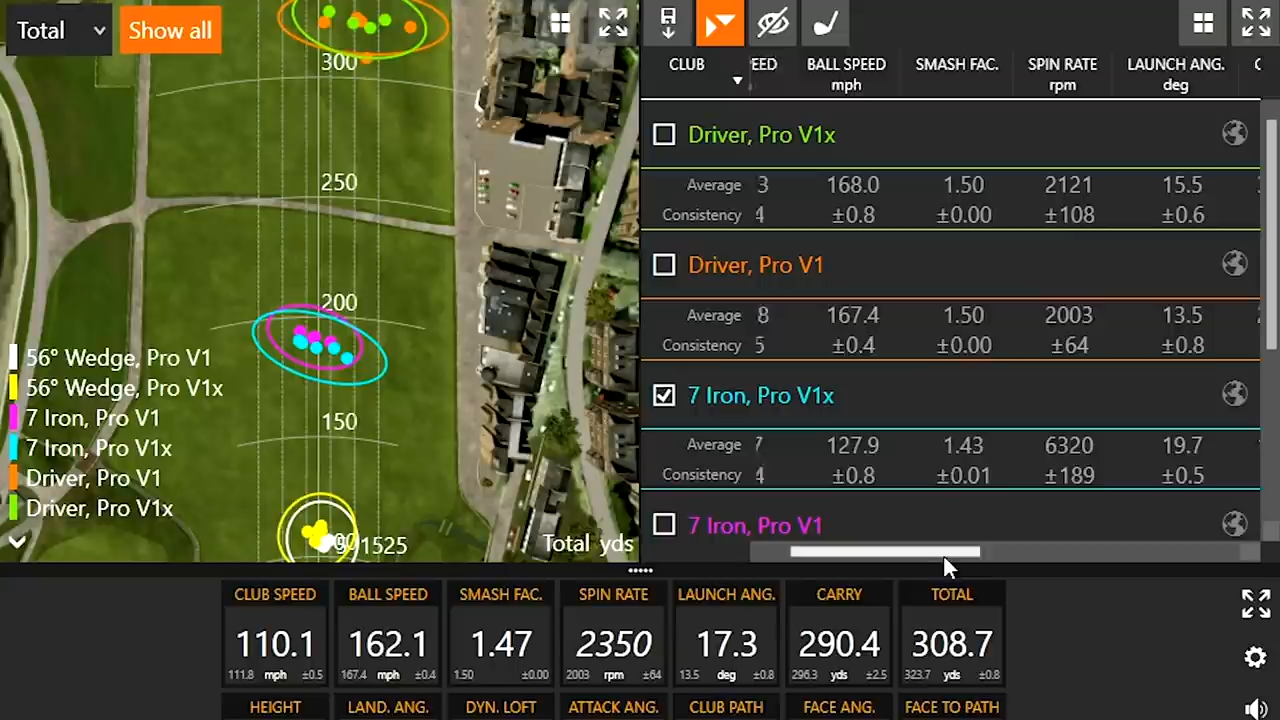 Total
Show all
300
250
200
150
56° Wedge, Pro V1
56° Wedge, Pro V1x
7 Iron, Pro V1
7 Iron, Pro V1x
Driver, Pro V1
Driver, Pro V1x
1525
Total yds
CLUB EED BALL SPEED SMASH FAC. SPIN RATE LAUNCH ANG. C
mph rpm deg
Driver, Pro V1x
Average 3 168.0 1.50 2121 15.5
Consistency 4 ±0.8 ±0.00 ±108 ±0.6
Driver, Pro V1
Average 8 167.4 1.50 2003 13.5
Consistency 5 ±0.4 ±0.00 ±64 ±0.8
7 Iron, Pro V1x
Average 7 127.9 1.43 6320 19.7
Consistency 4 ±0.8 ±0.01 ±189 ±0.5
7 Iron, Pro V1
CLUB SPEED BALL SPEED SMASH FAC. SPIN RATE LAUNCH ANG. CARRY TOTAL
110.1 162.1 1.47 2350 17.3 290.4 308.7
111.8 mph ±0.5 167.4 mph ±0.4 1.50 ±0.00 2003 rpm ±64 13.5 deg ±0.8 296.3 yds ±2.5 323.7 yds ±0.8
HEIGHT LAND. ANG. DYN. LOFT ATTACK ANG. CLUB PATH FACE ANG. FACE TO PATH